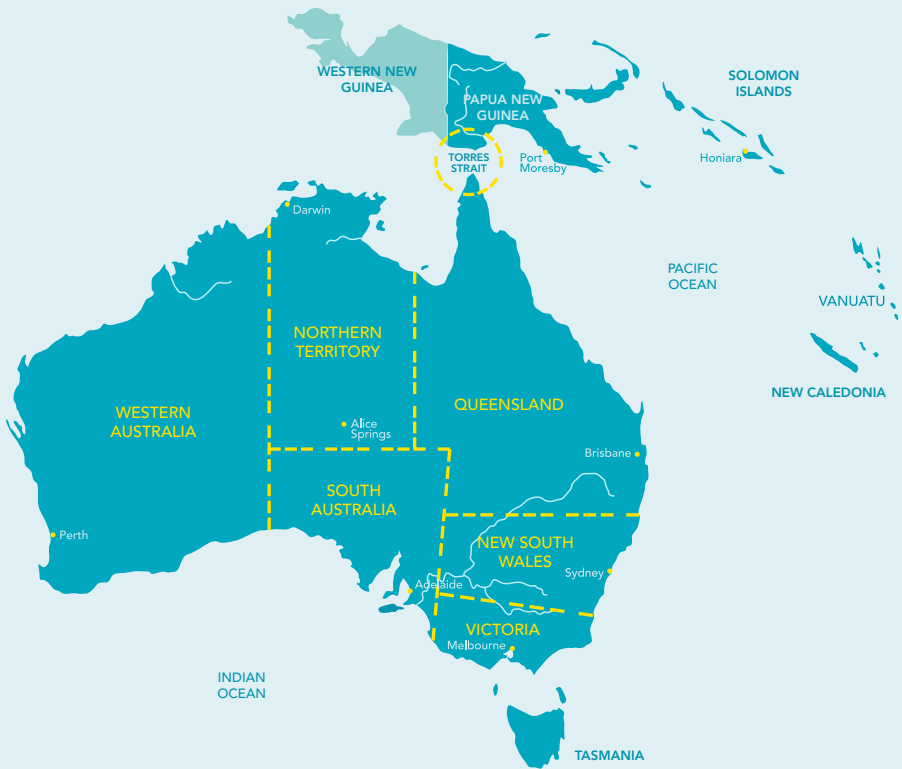 WESTERN NEW
GUINEA
PAPUA NEW
GUINEA
SOLOMON
ISLANDS
TORRES
STRAIT
Port
Moresby
Honiara
Darwin
PACIFIC
OCEAN
VANUATU
NORTHERN
TERRITORY
NEW CALEDONIA
QUEENSLAND
WESTERN
AUSTRALIA
Alice
Springs
Brisbane
SOUTH
AUSTRALIA
Perth
NEW SOUTH
WALES
Sydney
Adelaide
VICTORIA
Melbourne
INDIAN
OCEAN
TASMANIA